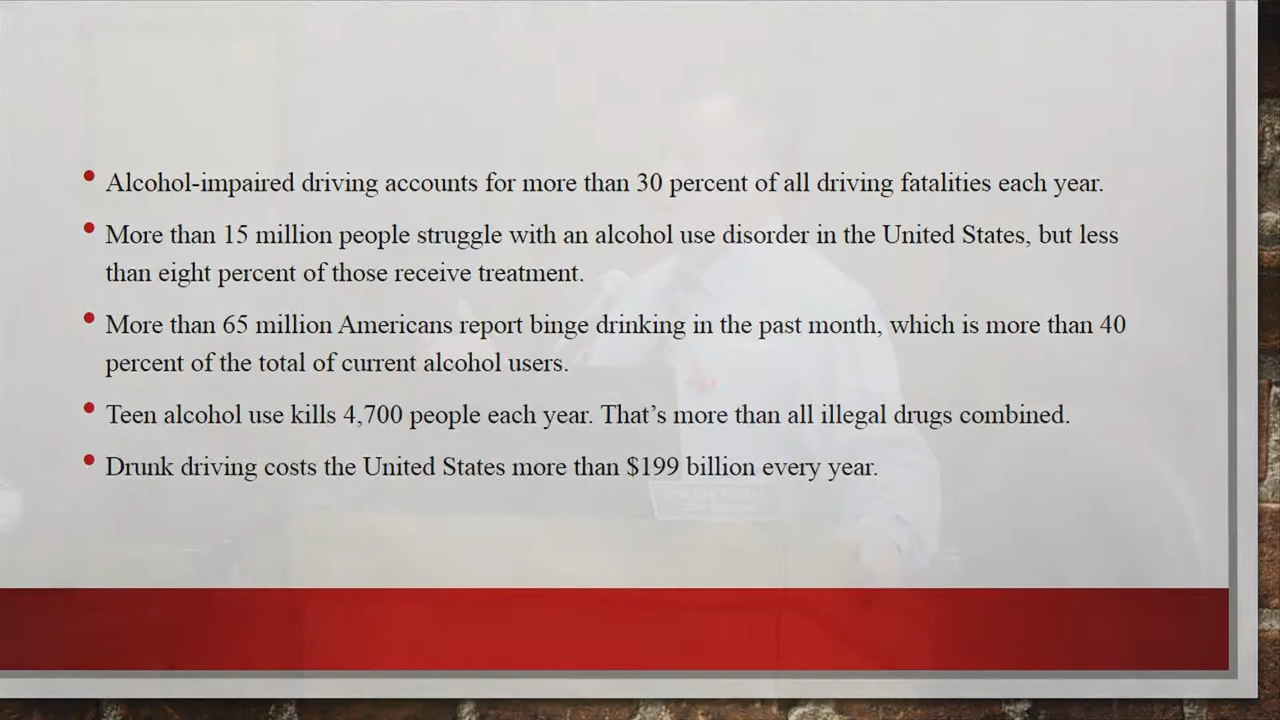 • Alcohol-impaired driving accounts for more than 30 percent of all driving fatalities each year.
• More than 15 million people struggle with an alcohol use disorder in the United States, but less
than eight percent of those receive treatment.
• More than 65 million Americans report binge drinking in the past month, which is more than 40
percent of the total of current alcohol users.
• Teen alcohol use kills 4,700 people each year. That’s more than all illegal drugs combined.
• Drunk driving costs the United States more than $199 billion every year.